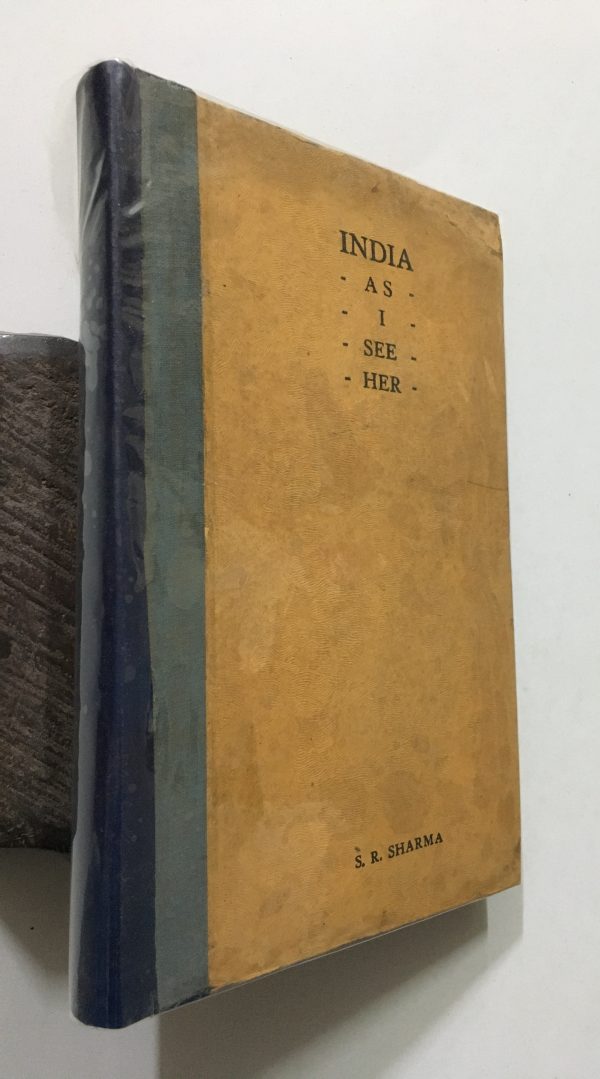 INDIA
- AS -
- I -
- SEE -
- HER -
S. R. SHARMA